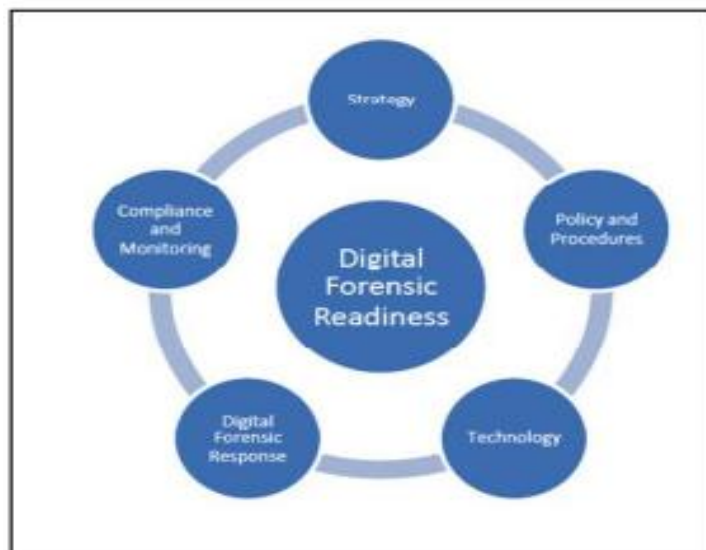 Strategy
Policy and
Procedures
Technology
Digital
Forensic
Response
Compliance
and
Monitoring
Digital
Forensic
Readiness